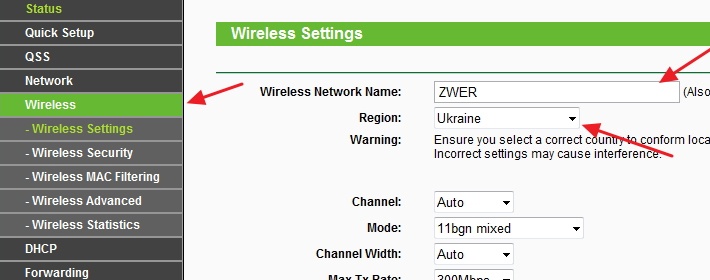 Status
Quick Setup
QSS
Network
Wireless
- Wireless Settings
- Wireless Security
- Wireless MAC Filtering
- Wireless Advanced
- Wireless Statistics
DHCP
Forwarding
Wireless Settings
Wireless Network Name: ZWER (Also
Region: Ukraine
Warning: Ensure you select a correct country to conform loca
Incorrect settings may cause interference.
Channel: Auto
Mode: 11bgn mixed
Channel Width: Auto
Max Tx Rate: 300Mbps